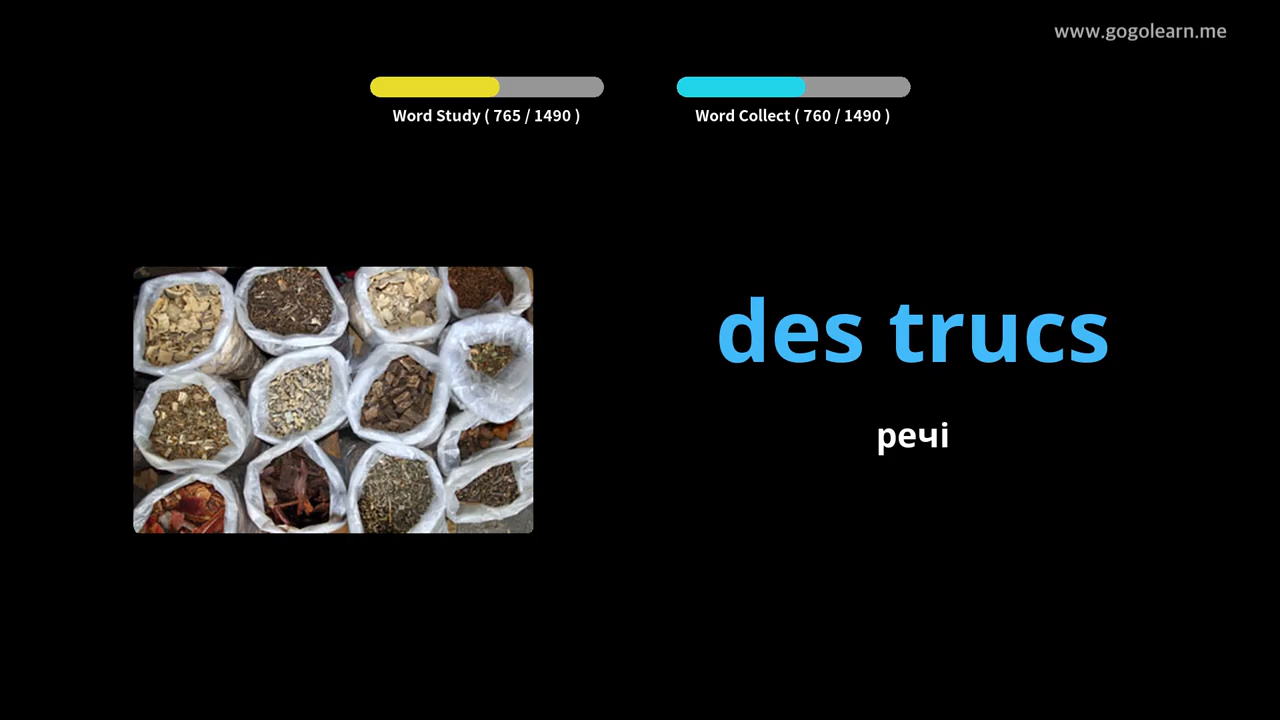 www.gogolearn.me
Word Study ( 765 / 1490 )
Word Collect ( 760 / 1490 )
des trucs
речі